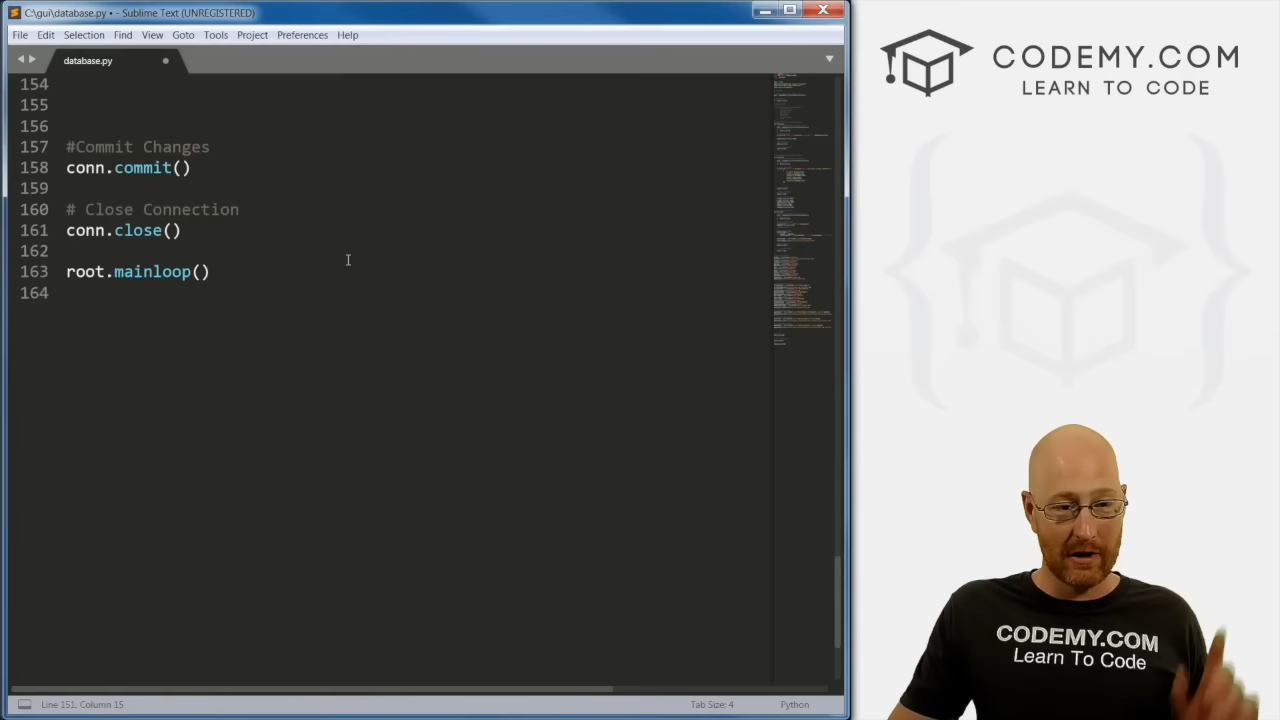 C:\gui\database.py • - Sublime Text (UNREGISTERED)
File Edit Selection Find View Goto Tools Project Preferences Help
database.py
154
155
156
157 #Commit Changes
158 conn.commit()
159
160 # Close Connection
161 conn.close()
162
163 root.mainloop()
164
Line 151, Column 15
Tab Size: 4
Python
CODEMY.COM
LEARN TO CODE
CODEMY.COM
Learn To Code